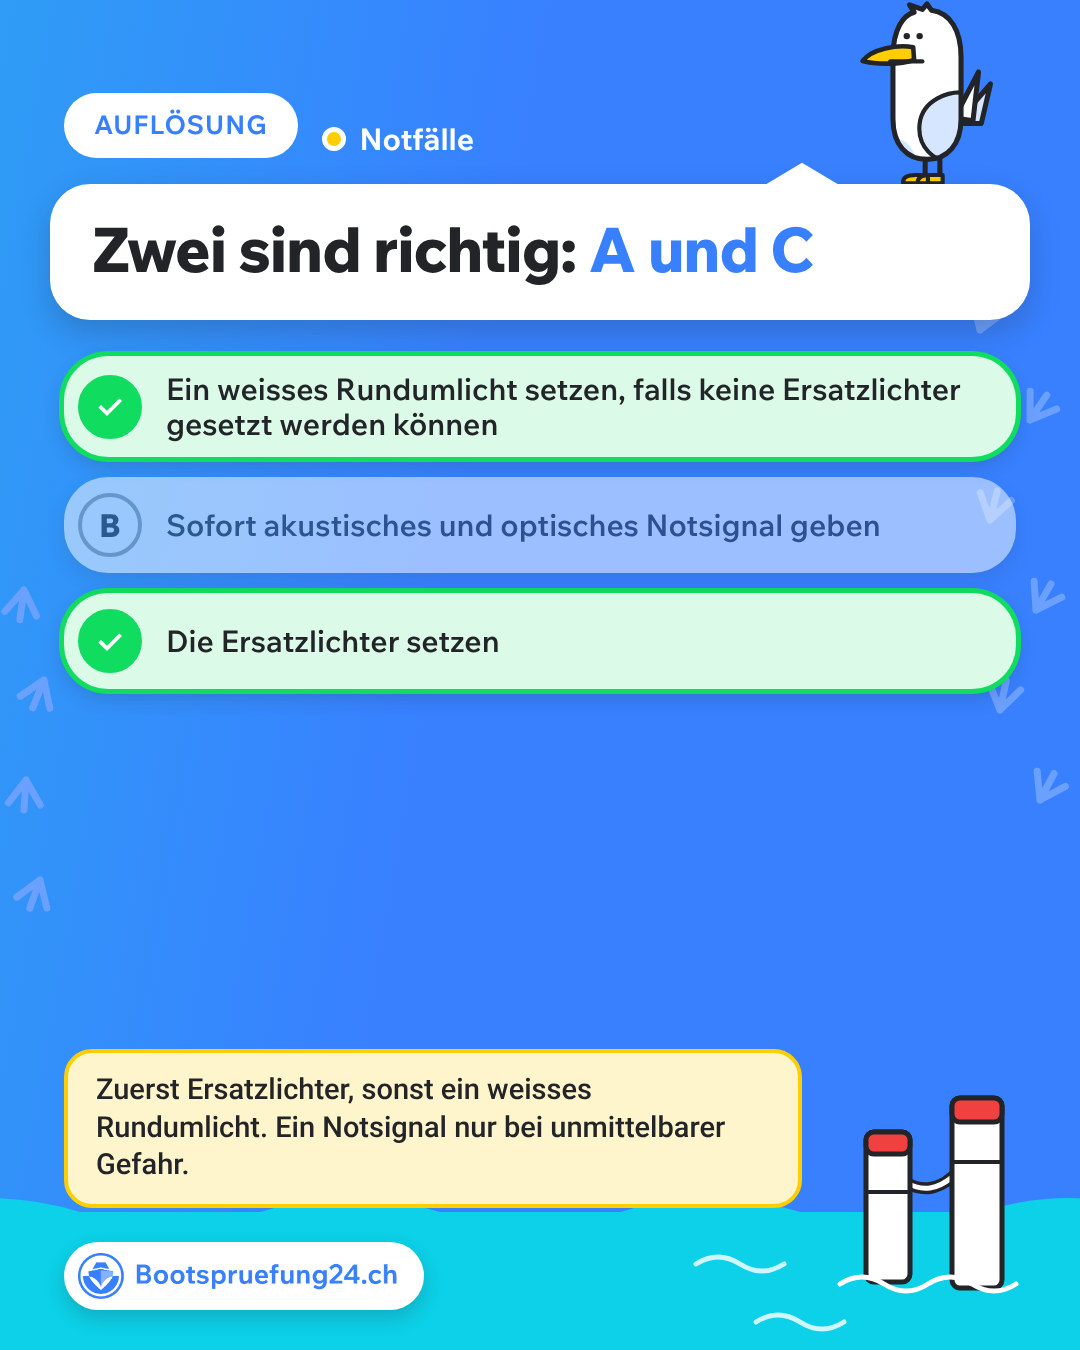 AUFLÖSUNG
Notfälle
Zwei sind richtig: A und C
Ein weisses Rundumlicht setzen, falls keine Ersatzlichter
gesetzt werden können
B Sofort akustisches und optisches Notsignal geben
Die Ersatzlichter setzen
Zuerst Ersatzlichter, sonst ein weisses
Rundumlicht. Ein Notsignal nur bei unmittelbarer
Gefahr.
Bootspruefung24.ch